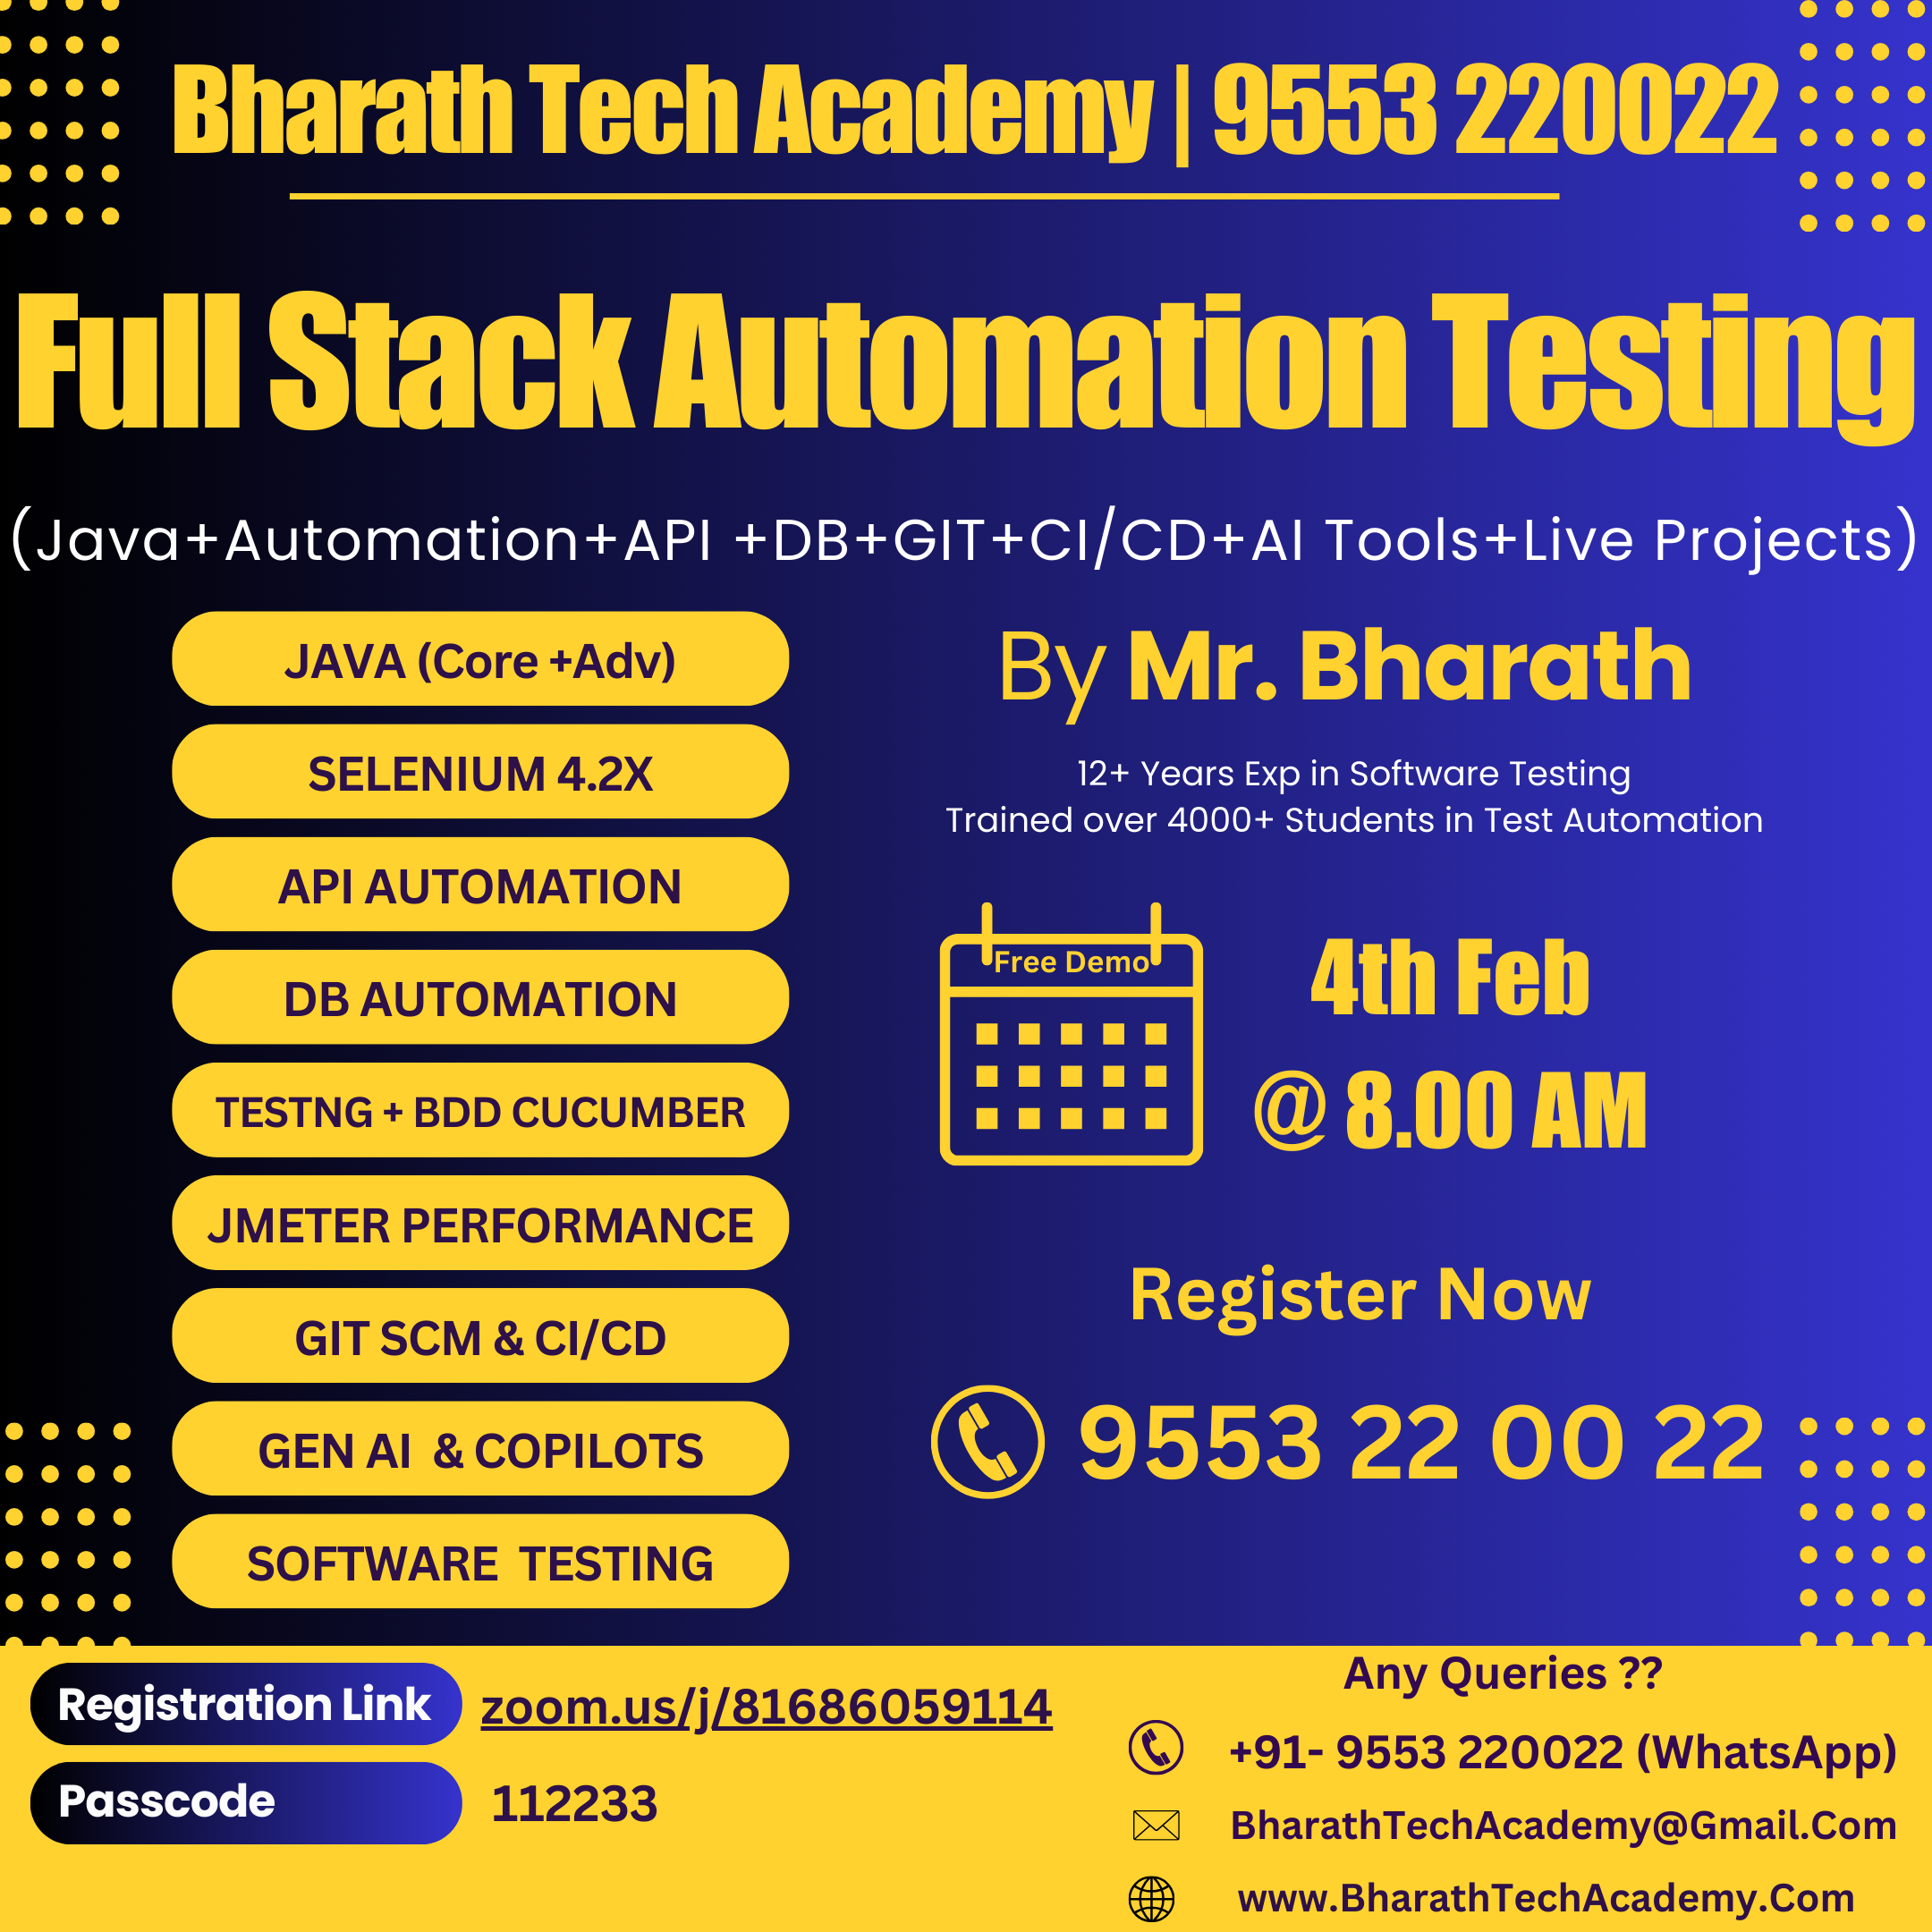 Bharath Tech Academy | 9553 220022
Full Stack Automation Testing
(Java+Automation+API +DB+GIT+CI/CD+AI Tools+Live Projects)
JAVA (Core +Adv)
SELENIUM 4.2X
API AUTOMATION
DB AUTOMATION
TESTNG + BDD CUCUMBER
JMETER PERFORMANCE
GIT SCM & CI/CD
GEN AI & COPILOTS
SOFTWARE TESTING
By Mr. Bharath
12+ Years Exp in Software Testing
Trained over 4000+ Students in Test Automation
Free Demo
4th Feb
@ 8.00 AM
Register Now
9553 22 00 22
Registration Link zoom.us/j/81686059114
Passcode 112233
Any Queries ??
+91- 9553 220022 (WhatsApp)
BharathTechAcademy@Gmail.Com
www.BharathTechAcademy.Com